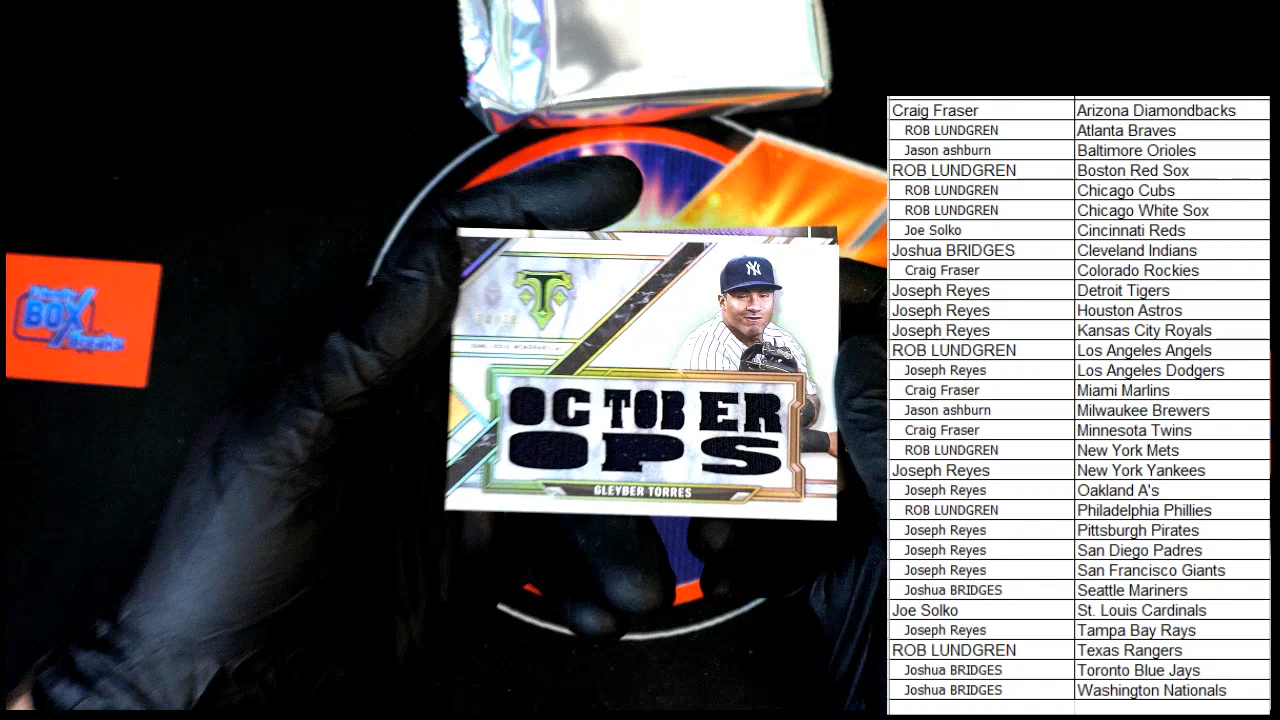 BOX
OCTOBER
OPS
GLEYBER TORRES
Craig Fraser Arizona Diamondbacks
ROB LUNDGREN Atlanta Braves
Jason ashburn Baltimore Orioles
ROB LUNDGREN Boston Red Sox
ROB LUNDGREN Chicago Cubs
ROB LUNDGREN Chicago White Sox
Joe Solko Cincinnati Reds
Joshua BRIDGES Cleveland Indians
Craig Fraser Colorado Rockies
Joseph Reyes Detroit Tigers
Joseph Reyes Houston Astros
Joseph Reyes Kansas City Royals
ROB LUNDGREN Los Angeles Angels
Joseph Reyes Los Angeles Dodgers
Craig Fraser Miami Marlins
Jason ashburn Milwaukee Brewers
Craig Fraser Minnesota Twins
ROB LUNDGREN New York Mets
Joseph Reyes New York Yankees
Joseph Reyes Oakland A's
ROB LUNDGREN Philadelphia Phillies
Joseph Reyes Pittsburgh Pirates
Joseph Reyes San Diego Padres
Joseph Reyes San Francisco Giants
Joshua BRIDGES Seattle Mariners
Joe Solko St. Louis Cardinals
Joseph Reyes Tampa Bay Rays
ROB LUNDGREN Texas Rangers
Joshua BRIDGES Toronto Blue Jays
Joshua BRIDGES Washington Nationals